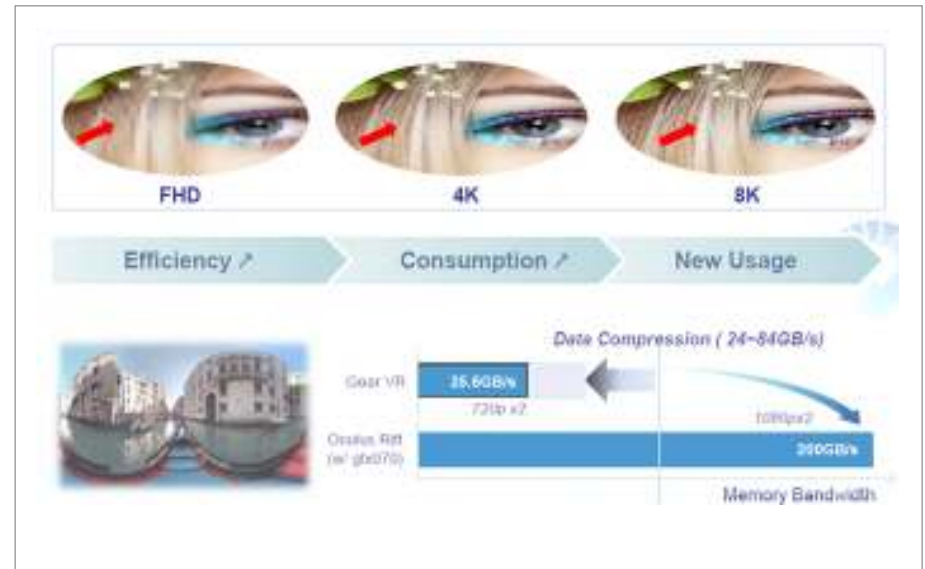 FHD
4K
8K
Efficiency ↗
Consumption ↗
New Usage
Data Compression ( 24~84GB/s)
Gear VR
25.6GB/s
720p x2
1080px2
Oculus Rift
(w/ gtx970)
200GB/s
Memory Bandwidth